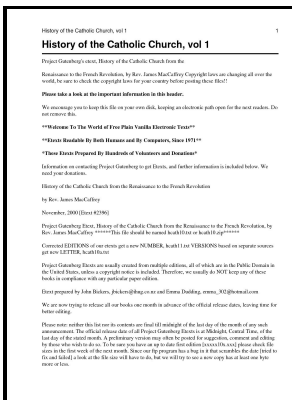 History of the Catholic Church, vol 1 1
History of the Catholic Church, vol 1
Project Gutenberg's etext, History of the Catholic Church from the
Renaissance to the French Revolution, by Rev. James MacCaffrey Copyright laws are changing all over the
world, be sure to check the copyright laws for your country before posting these files!!
Please take a look at the important information in this header.
We encourage you to keep this file on your own disk, keeping an electronic path open for the next readers. Do
not remove this.
**Welcome To The World of Free Plain Vanilla Electronic Texts**
**Etexts Readable By Both Humans and By Computers, Since 1971**
*These Etexts Prepared By Hundreds of Volunteers and Donations*
Information on contacting Project Gutenberg to get Etexts, and further information is included below. We
need your donations.
History of the Catholic Church from the Renaissance to the French Revolution
by Rev. James MacCaffrey
November, 2000 [Etext #2396]
Project Gutenberg Etext, History of the Catholic Church from the Renaissance to the French Revolution, by
Rev. James MacCaffrey ******This file should be named hcath10.txt or hcath10.zip******
Corrected EDITIONS of our etexts get a new NUMBER, hcath11.txt VERSIONS based on separate sources
get new LETTER, hcath10a.txt
Project Gutenberg Etexts are usually created from multiple editions, all of which are in the Public Domain in
the United States, unless a copyright notice is included. Therefore, we usually do NOT keep any of these
books in compliance with any particular paper edition.
Etext prepared by John Bickers, jbickers@ihug.co.nz and Emma Dudding, emma_302@hotmail.com
We are now trying to release all our books one month in advance of the official release dates, leaving time for
better editing.
Please note: neither this list nor its contents are final till midnight of the last day of the month of any such
announcement. The official release date of all Project Gutenberg Etexts is at Midnight, Central Time, of the
last day of the stated month. A preliminary version may often be posted for suggestion, comment and editing
by those who wish to do so. To be sure you have an up to date first edition [xxxxx10x.xxx] please check file
sizes in the first week of the next month. Since our ftp program has a bug in it that scrambles the date [tried to
fix and failed] a look at the file size will have to do, but we will try to see a new copy has at least one byte
more or less.